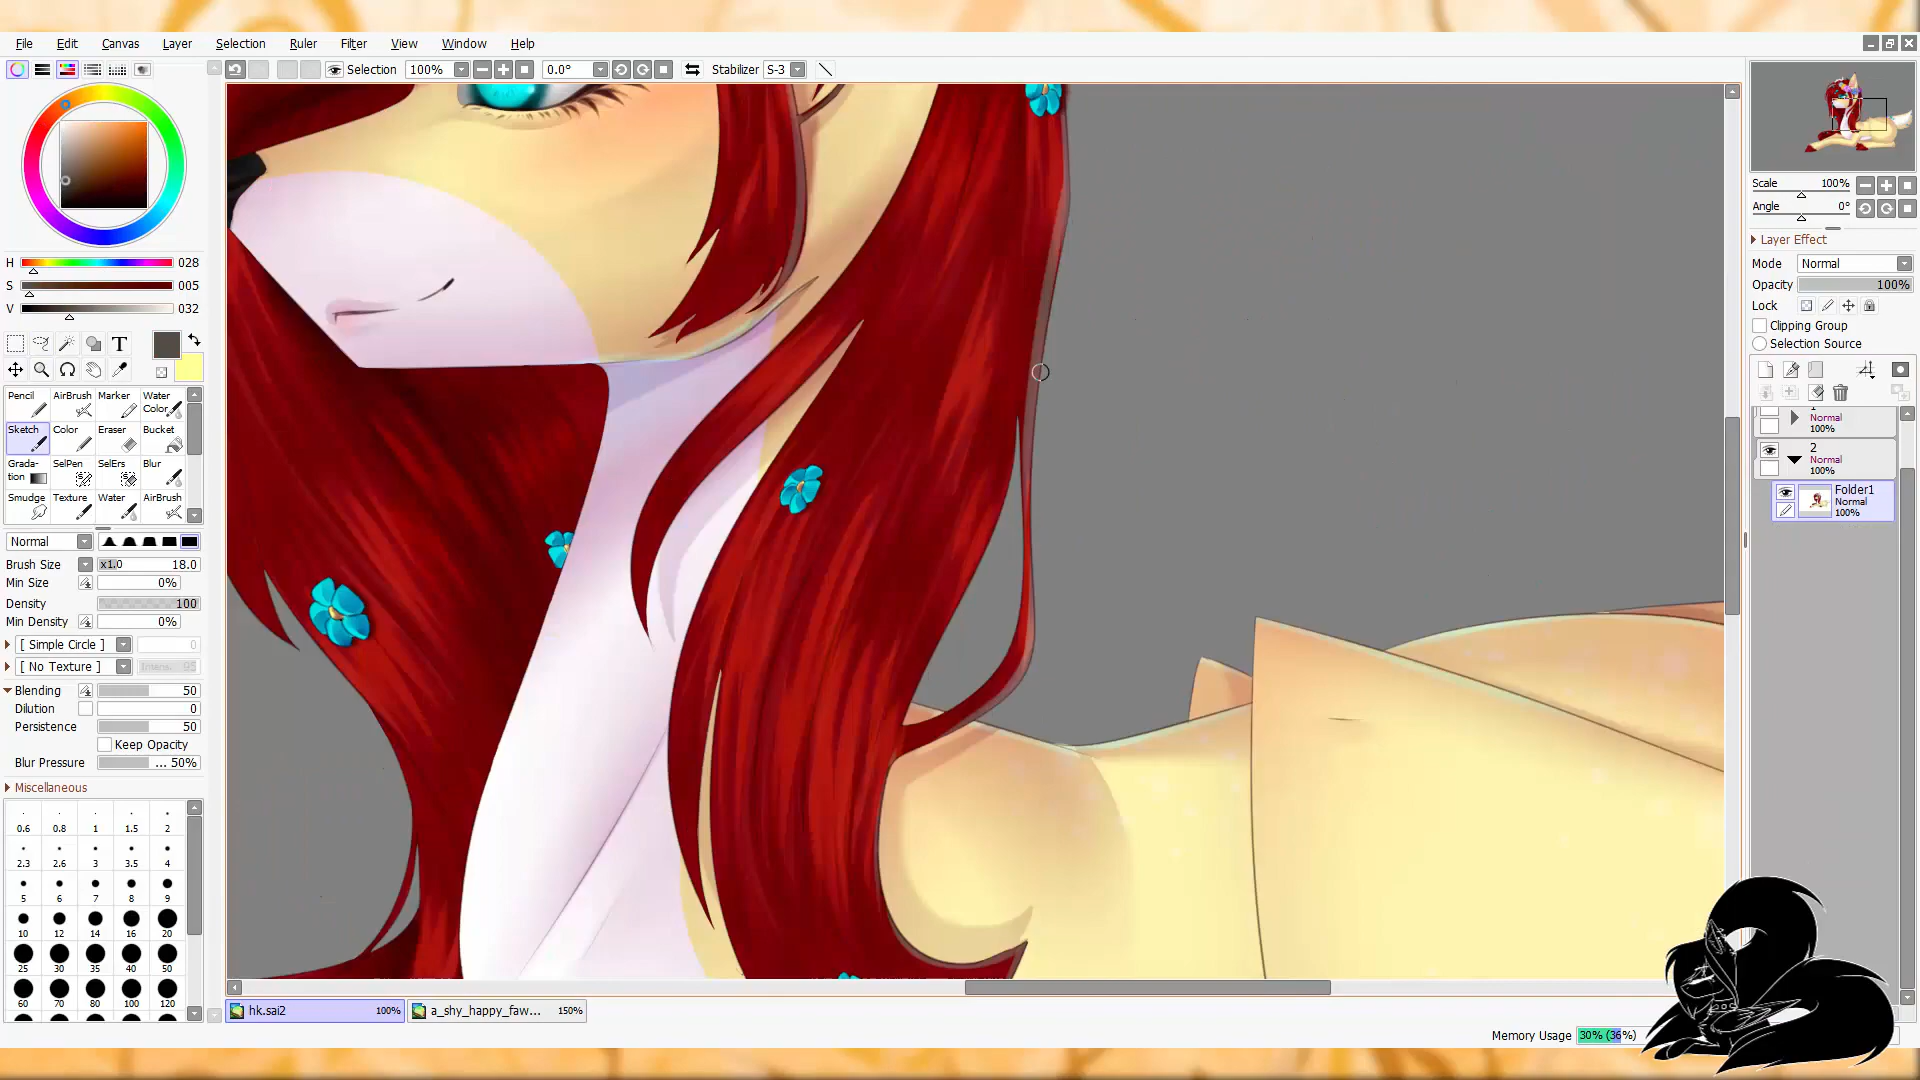 File Edit Canvas Layer Selection Ruler Filter View Window Help
Selection 100% 0.0° Stabilizer S-3
H 028
S 005
V 032
T
Pencil AirBrush Marker Water Color
Sketch Color Eraser Bucket
Grada-tion SelPen SelErs Blur
Smudge Texture Water AirBrush
Normal
Brush Size x1.0 18.0
Min Size 0%
Density 100
Min Density 0%
[ Simple Circle ] 0
[ No Texture ] 95
Blending 50
Dilution 0
Persistence 50
Keep Opacity
Blur Pressure ... 50%
Miscellaneous
0.6 0.8 1 1.5 2
2.3 2.6 3 3.5 4
5 6 7 8 9
10 12 14 16 20
25 30 35 40 50
60 70 80 100 120
Scale 100%
Angle 0°
Layer Effect
Mode Normal
Opacity 100%
Lock
Clipping Group
Selection Source
Normal
100%
2
Normal
100%
Folder1
Normal
100%
hk.sai2 100% a_shy_happy_faw... 150%
Memory Usage 30% (36%)